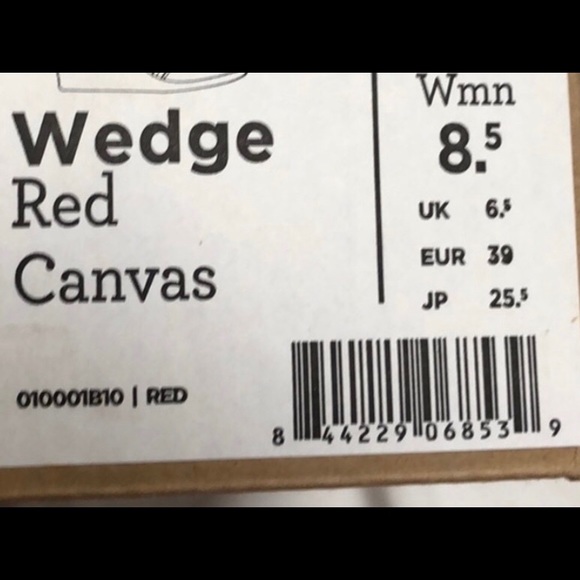 Wedge
Red
Canvas
010001B10 | RED
Wmn
8.5
UK 6.5
EUR 39
JP 25.5
8 44229 06853 9